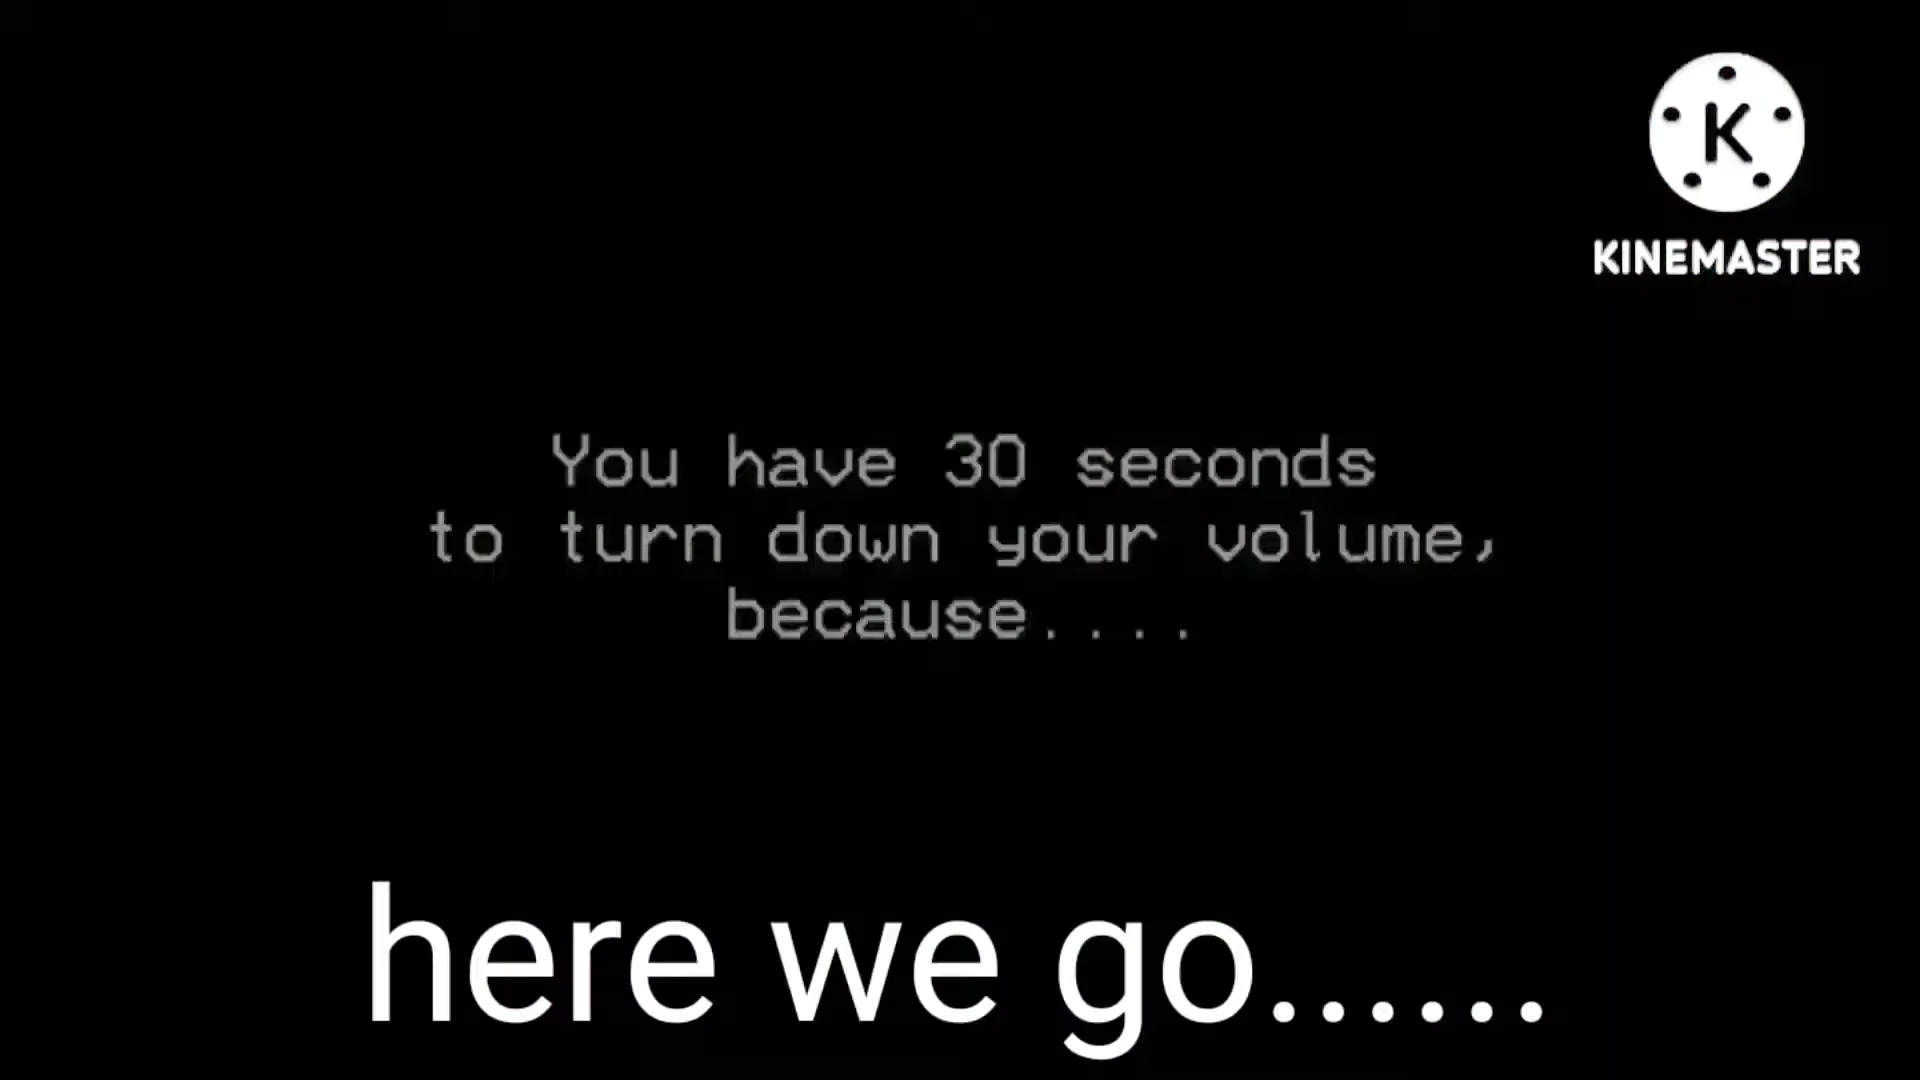 K
KINEMASTER
You have 30 seconds
to turn down your volume,
because....
here we go......